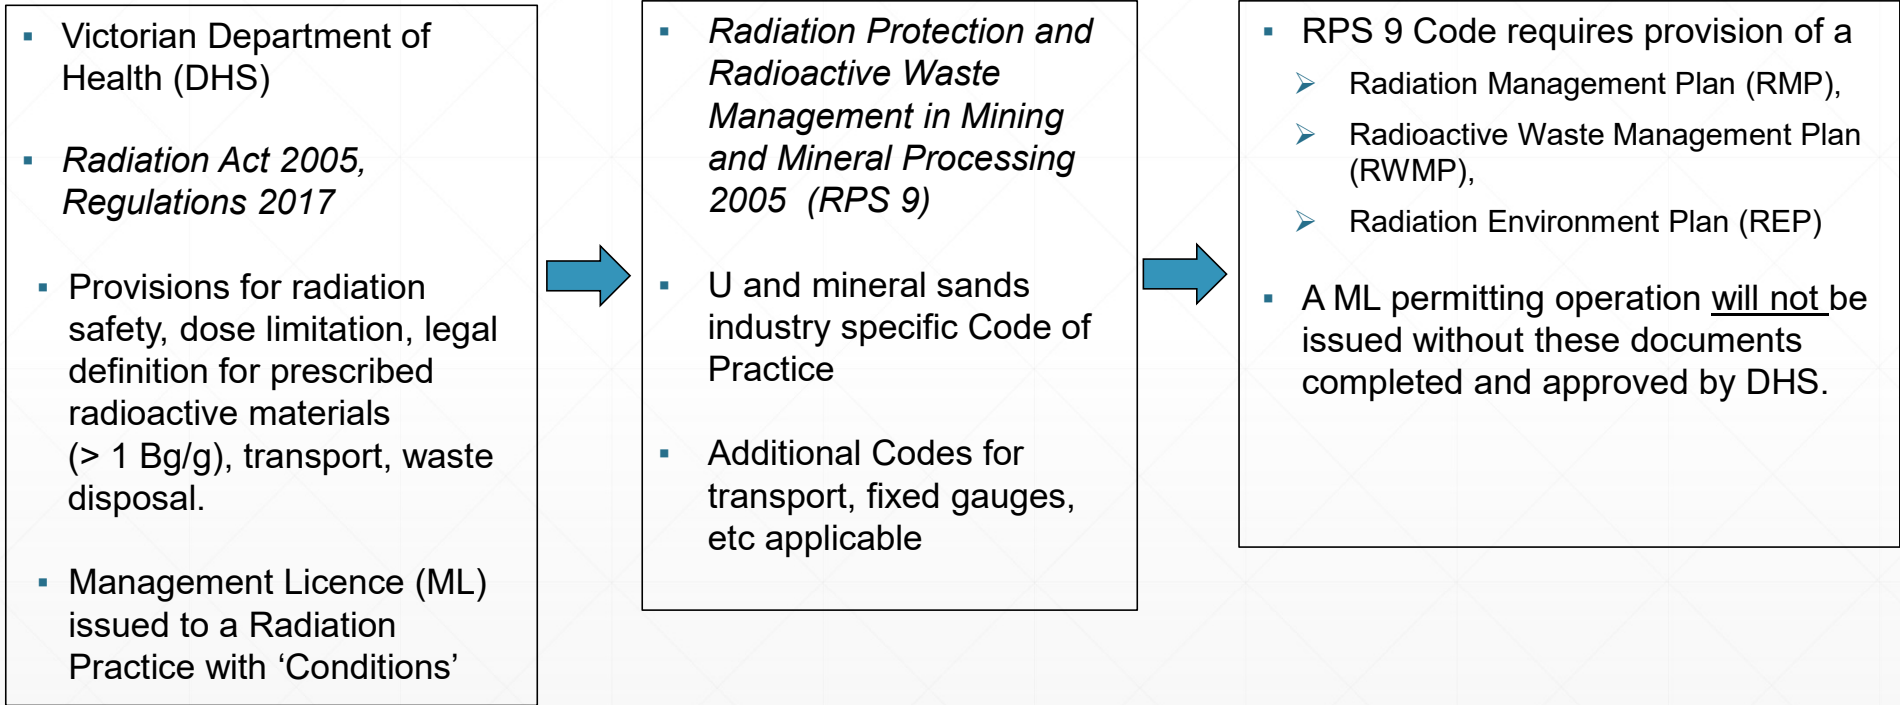 Victorian Department of
Health (DHS)
Radiation Act 2005,
Regulations 2017
Provisions for radiation
safety, dose limitation, legal
definition for prescribed
radioactive materials
(> 1 Bg/g), transport, waste
disposal.
Management Licence (ML)
issued to a Radiation
Practice with ‘Conditions’
Radiation Protection and
Radioactive Waste
Management in Mining
and Mineral Processing
2005 (RPS 9)
U and mineral sands
industry specific Code of
Practice
Additional Codes for
transport, fixed gauges,
etc applicable
RPS 9 Code requires provision of a
Radiation Management Plan (RMP),
Radioactive Waste Management Plan
(RWMP),
Radiation Environment Plan (REP)
A ML permitting operation will not be
issued without these documents
completed and approved by DHS.